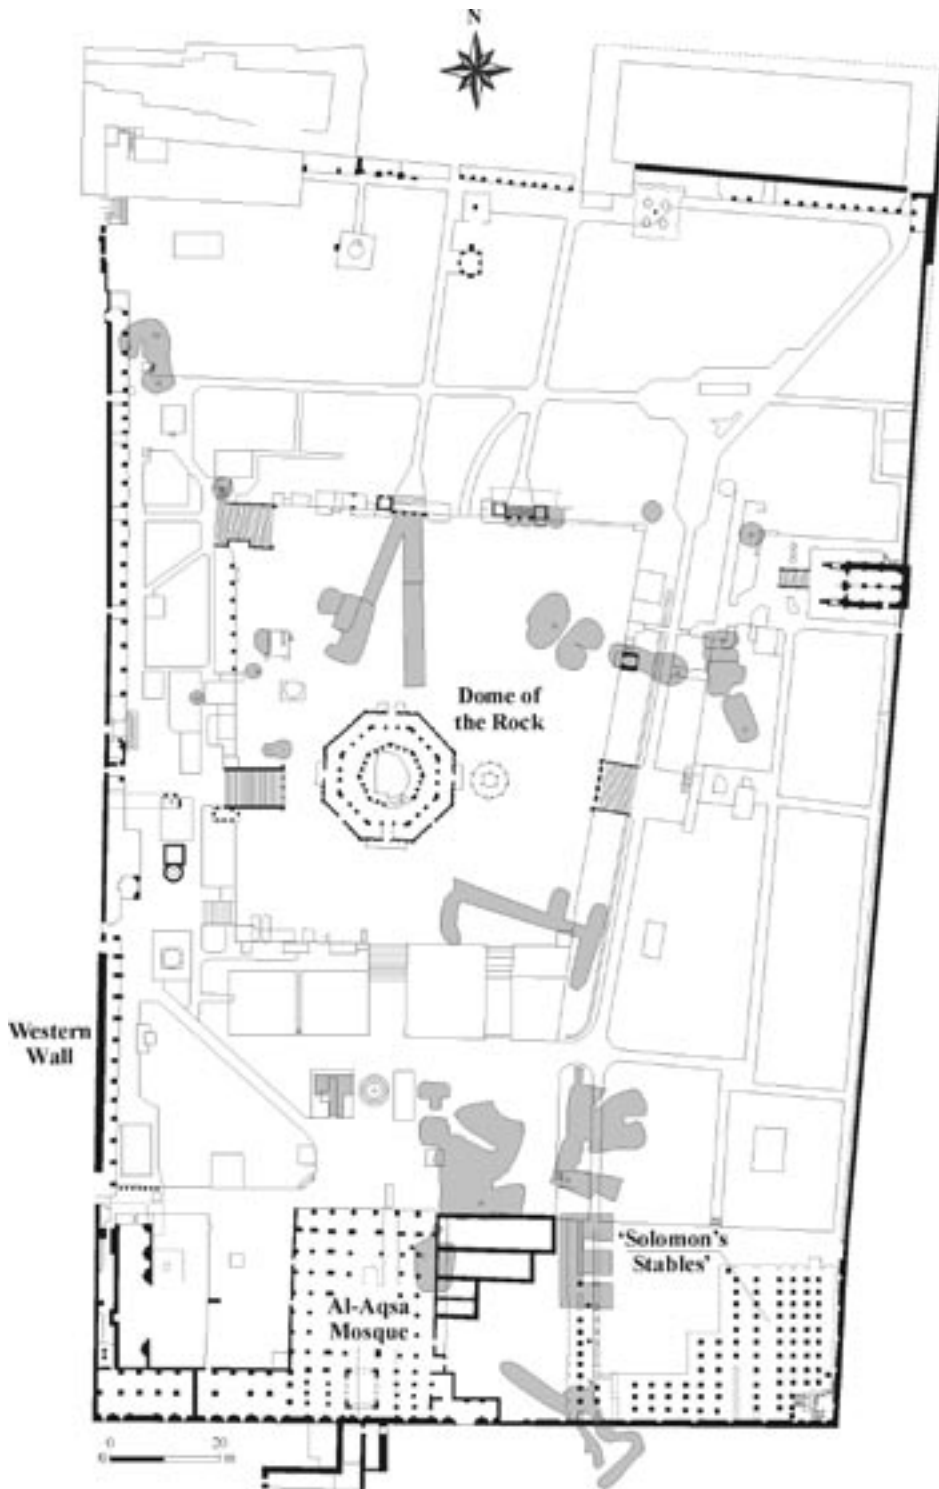 N
Dome of
the Rock
Western
Wall
'Solomon's
Stables'
Al-Aqsa
Mosque
0 20
m